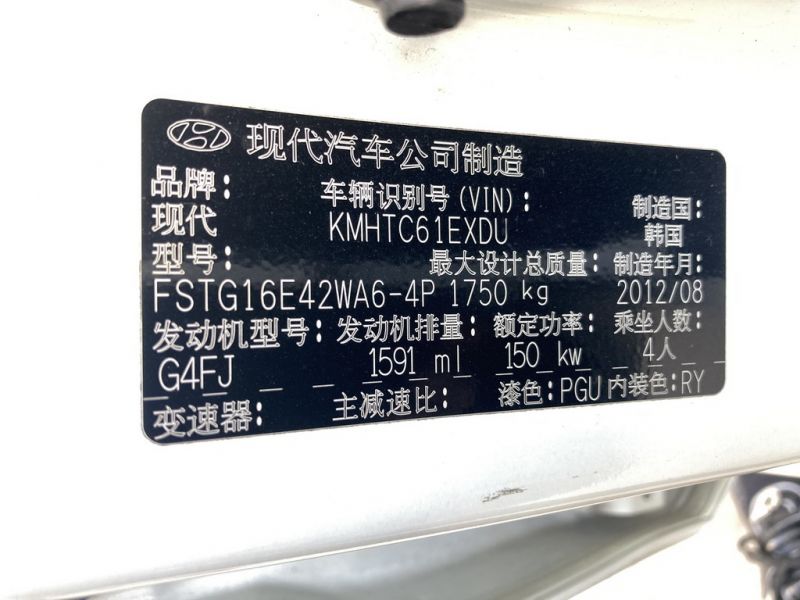 现代汽车公司制造
品牌: 车辆识别号(VIN): 制造国:
现代 KMHTC61EXDU 韩国
型号: 最大设计总质量: 制造年月:
FSTG16E42WA6-4P 1750 kg 2012/08
发动机型号: 发动机排量: 额定功率: 乘坐人数:
G4FJ 1591 ml 150 kw 4人
变速器: 主减速比: 漆色:PGU 内装色:RY